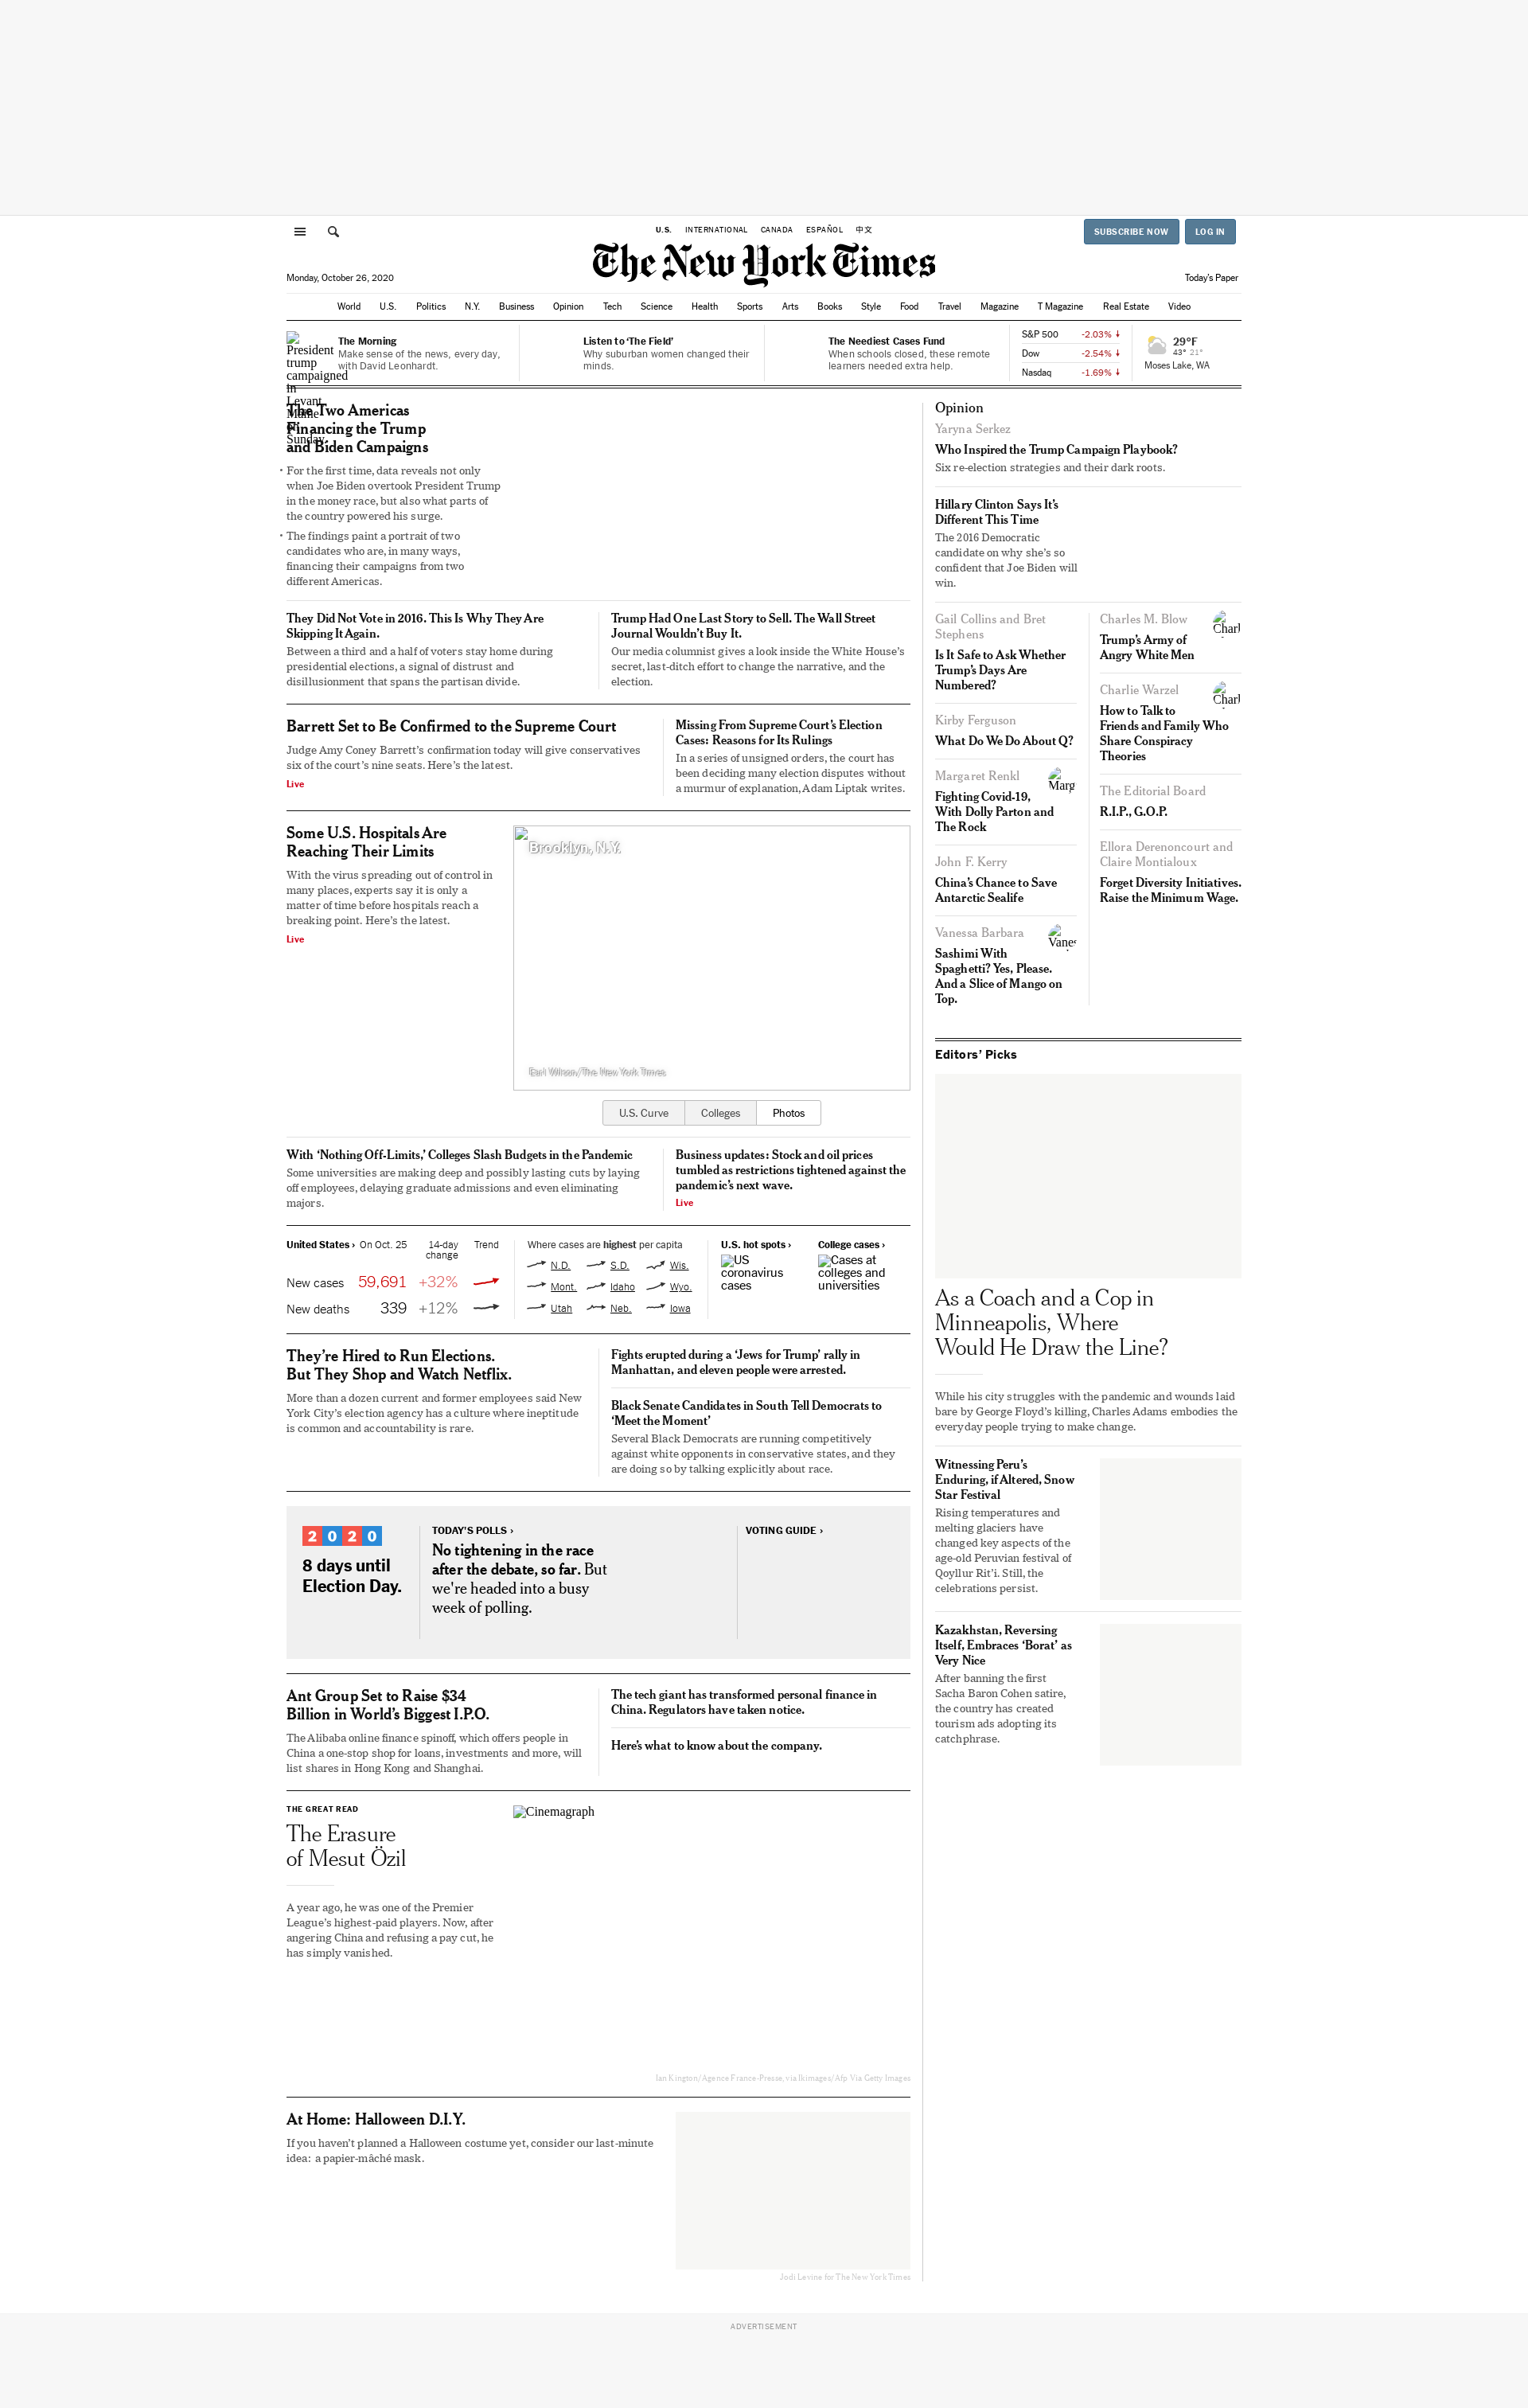 U.S. INTERNATIONAL CANADA ESPAÑOL 中文
SUBSCRIBE NOW LOG IN
The New York Times
Monday, October 26, 2020
Today's Paper
World U.S. Politics N.Y. Business Opinion Tech Science Health Sports Arts Books Style Food Travel Magazine T Magazine Real Estate Video
President
trump
campaigned
in
Levant,
Maine
on
Sunday.
The Morning
Make sense of the news, every day,
with David Leonhardt.
Listen to ‘The Field’
Why suburban women changed their
minds.
The Neediest Cases Fund
When schools closed, these remote
learners needed extra help.
S&P 500 -2.03% ↓
Dow -2.54% ↓
Nasdaq -1.69% ↓
29°F
43° 21°
Moses Lake, WA
The Two Americas
Financing the Trump
and Biden Campaigns
• For the first time, data reveals not only
when Joe Biden overtook President Trump
in the money race, but also what parts of
the country powered his surge.
• The findings paint a portrait of two
candidates who are, in many ways,
financing their campaigns from two
different Americas.
They Did Not Vote in 2016. This Is Why They Are
Skipping It Again.
Between a third and a half of voters stay home during
presidential elections, a signal of distrust and
disillusionment that spans the partisan divide.
Trump Had One Last Story to Sell. The Wall Street
Journal Wouldn’t Buy It.
Our media columnist gives a look inside the White House’s
secret, last-ditch effort to change the narrative, and the
election.
Barrett Set to Be Confirmed to the Supreme Court
Judge Amy Coney Barrett’s confirmation today will give conservatives
six of the court’s nine seats. Here’s the latest.
Live
Missing From Supreme Court’s Election
Cases: Reasons for Its Rulings
In a series of unsigned orders, the court has
been deciding many election disputes without
a murmur of explanation, Adam Liptak writes.
Some U.S. Hospitals Are
Reaching Their Limits
With the virus spreading out of control in
many places, experts say it is only a
matter of time before hospitals reach a
breaking point. Here’s the latest.
Live
Brooklyn, N.Y.
Earl Wilson/The New York Times
U.S. Curve Colleges Photos
With ‘Nothing Off-Limits,’ Colleges Slash Budgets in the Pandemic
Some universities are making deep and possibly lasting cuts by laying
off employees, delaying graduate admissions and even eliminating
majors.
Business updates: Stock and oil prices
tumbled as restrictions tightened against the
pandemic’s next wave.
Live
United States › On Oct. 25 14-day
change Trend
New cases 59,691 +32%
New deaths 339 +12%
Where cases are highest per capita
N.D. S.D. Wis.
Mont. Idaho Wyo.
Utah Neb. Iowa
U.S. hot spots ›
US
coronavirus
cases
College cases ›
Cases at
colleges and
universities
They’re Hired to Run Elections.
But They Shop and Watch Netflix.
More than a dozen current and former employees said New
York City’s election agency has a culture where ineptitude
is common and accountability is rare.
Fights erupted during a ‘Jews for Trump’ rally in
Manhattan, and eleven people were arrested.
Black Senate Candidates in South Tell Democrats to
‘Meet the Moment’
Several Black Democrats are running competitively
against white opponents in conservative states, and they
are doing so by talking explicitly about race.
2020
8 days until
Election Day.
TODAY’S POLLS ›
No tightening in the race
after the debate, so far. But
we're headed into a busy
week of polling.
VOTING GUIDE ›
Ant Group Set to Raise $34
Billion in World’s Biggest I.P.O.
The Alibaba online finance spinoff, which offers people in
China a one-stop shop for loans, investments and more, will
list shares in Hong Kong and Shanghai.
The tech giant has transformed personal finance in
China. Regulators have taken notice.
Here’s what to know about the company.
THE GREAT READ
The Erasure
of Mesut Özil
A year ago, he was one of the Premier
League’s highest-paid players. Now, after
angering China and refusing a pay cut, he
has simply vanished.
Cinemagraph
Ian Kington/Agence France-Presse, via Ikimages/Afp Via Getty Images
At Home: Halloween D.I.Y.
If you haven’t planned a Halloween costume yet, consider our last-minute
idea: a papier-mâché mask.
Jodi Levine for The New York Times
Opinion
Yaryna Serkez
Who Inspired the Trump Campaign Playbook?
Six re-election strategies and their dark roots.
Hillary Clinton Says It’s
Different This Time
The 2016 Democratic
candidate on why she’s so
confident that Joe Biden will
win.
Gail Collins and Bret
Stephens
Is It Safe to Ask Whether
Trump’s Days Are
Numbered?
Kirby Ferguson
What Do We Do About Q?
Margaret Renkl
Marg
Fighting Covid-19,
With Dolly Parton and
The Rock
John F. Kerry
China’s Chance to Save
Antarctic Sealife
Vanessa Barbara
Vanes
Sashimi With
Spaghetti? Yes, Please.
And a Slice of Mango on
Top.
Charles M. Blow
Charl
Trump’s Army of
Angry White Men
Charlie Warzel
Charl
How to Talk to
Friends and Family Who
Share Conspiracy
Theories
The Editorial Board
R.I.P., G.O.P.
Ellora Derenoncourt and
Claire Montialoux
Forget Diversity Initiatives.
Raise the Minimum Wage.
Editors’ Picks
As a Coach and a Cop in
Minneapolis, Where
Would He Draw the Line?
While his city struggles with the pandemic and wounds laid
bare by George Floyd’s killing, Charles Adams embodies the
everyday people trying to make change.
Witnessing Peru’s
Enduring, if Altered, Snow
Star Festival
Rising temperatures and
melting glaciers have
changed key aspects of the
age-old Peruvian festival of
Qoyllur Rit’i. Still, the
celebrations persist.
Kazakhstan, Reversing
Itself, Embraces ‘Borat’ as
Very Nice
After banning the first
Sacha Baron Cohen satire,
the country has created
tourism ads adopting its
catchphrase.
ADVERTISEMENT